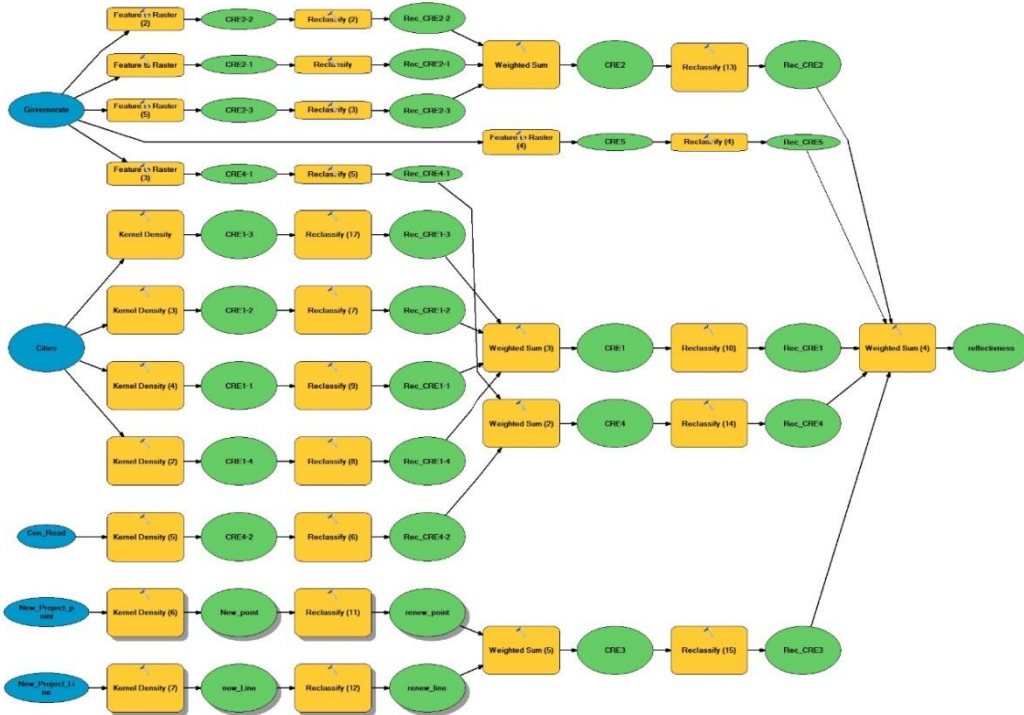 Feature to Raster
(2)
CRE2-2
Reclassify (2)
Rec_CRE2-2
Feature to Raster
CRE2-1
Reclassify
Rec_CRE2-1
Weighted Sum
CRE2
Reclassify (13)
Rec_CRE2
Governorate
Feature to Raster
(5)
CRE2-3
Reclassify (3)
Rec_CRE2-3
Feature to Raster
(4)
CRE5
Reclassify (4)
Rec_CRE5
Feature to Raster
(3)
CRE4-1
Reclassify (5)
Rec_CRE4-1
Kernel Density
CRE1-3
Reclassify (17)
Rec_CRE1-3
Kernel Density (3)
CRE1-2
Reclassify (7)
Rec_CRE1-2
Cities
Weighted Sum (3)
CRE1
Reclassify (10)
Rec_CRE1
Weighted Sum (4)
reflectivness
Kernel Density (4)
CRE1-1
Reclassify (9)
Rec_CRE1-1
Weighted Sum (2)
CRE4
Reclassify (14)
Rec_CRE4
Kernel Density (2)
CRE1-4
Reclassify (8)
Rec_CRE1-4
Con_Road
Kernel Density (5)
CRE4-2
Reclassify (6)
Rec_CRE4-2
New_Project_p
oint
Kernel Density (6)
New_point
Reclassify (11)
renew_point
Weighted Sum (5)
CRE3
Reclassify (15)
Rec_CRE3
New_Project_Li
ne
Kernel Density (7)
new_Line
Reclassify (12)
renew_line